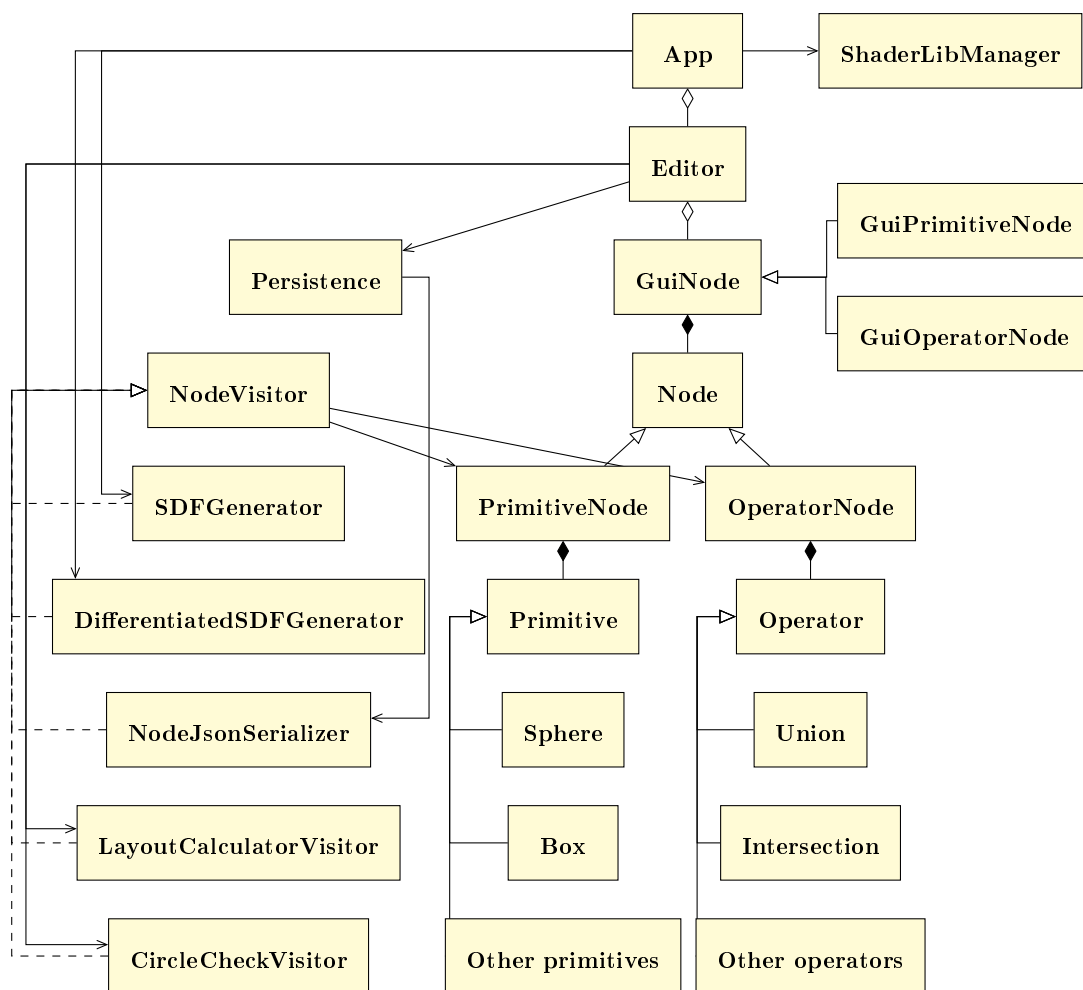 App
ShaderLibManager
Editor
GuiPrimitiveNode
Persistence
GuiNode
GuiOperatorNode
NodeVisitor
Node
SDFGenerator
PrimitiveNode
OperatorNode
DifferentiatedSDFGenerator
Primitive
Operator
NodeJsonSerializer
Sphere
Union
LayoutCalculatorVisitor
Box
Intersection
CircleCheckVisitor
Other primitives
Other operators